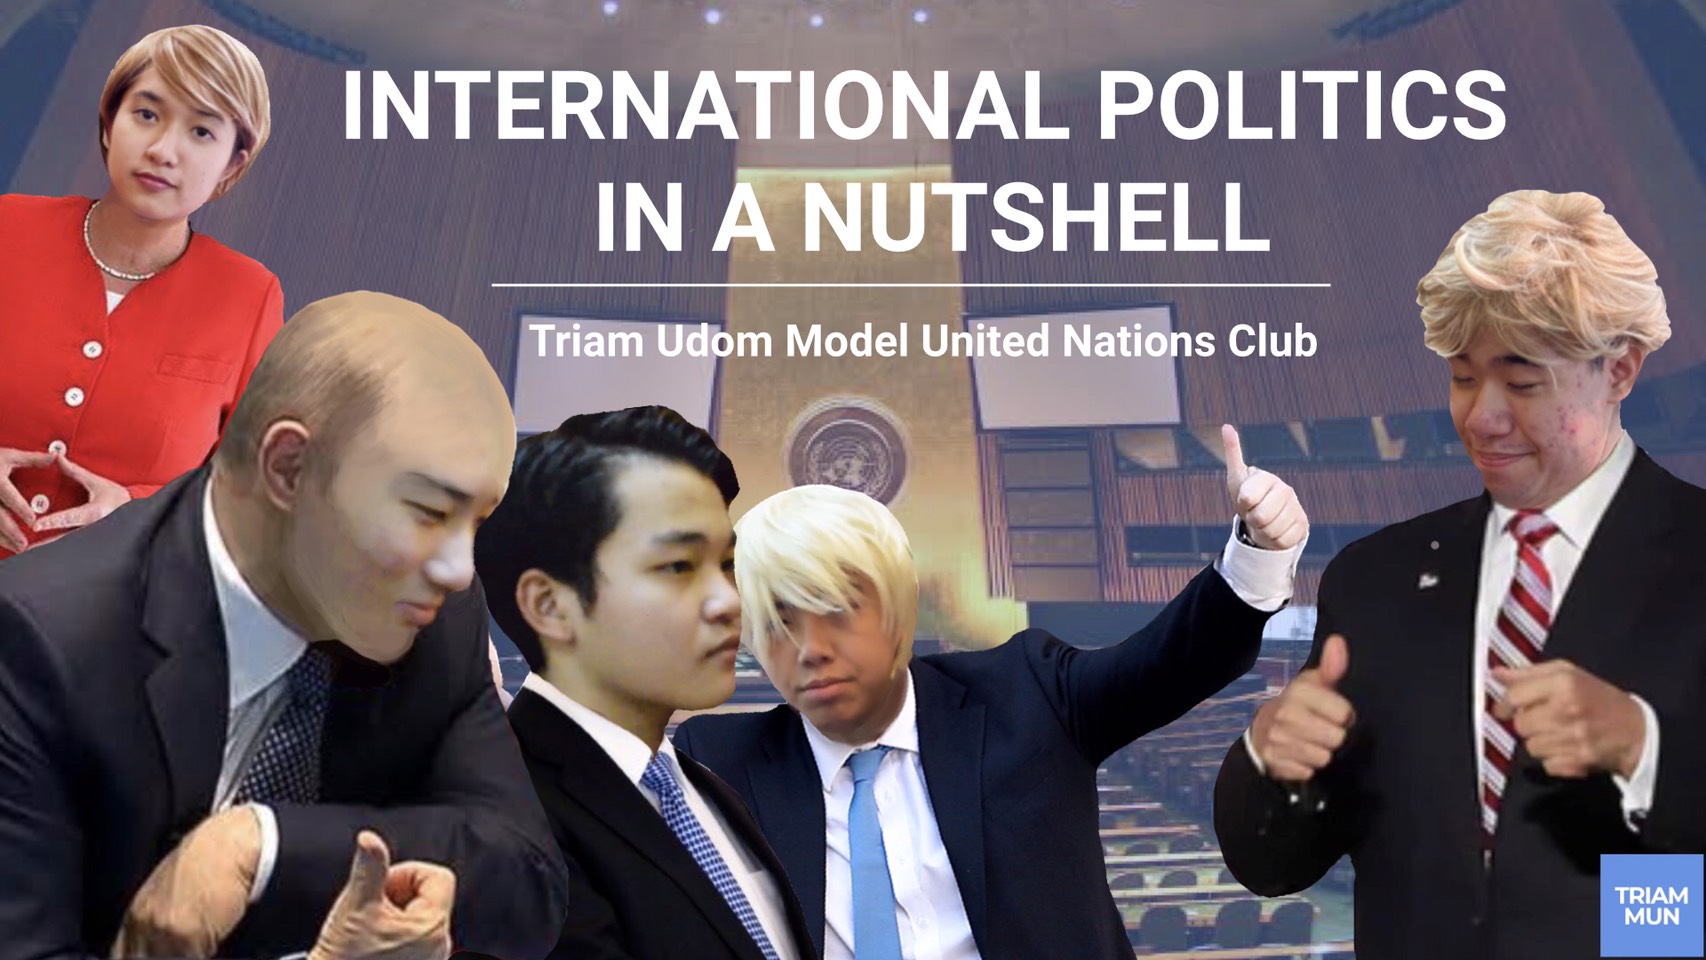 INTERNATIONAL POLITICS
IN A NUTSHELL
Triam Udom Model United Nations Club
TRIAM
MUN